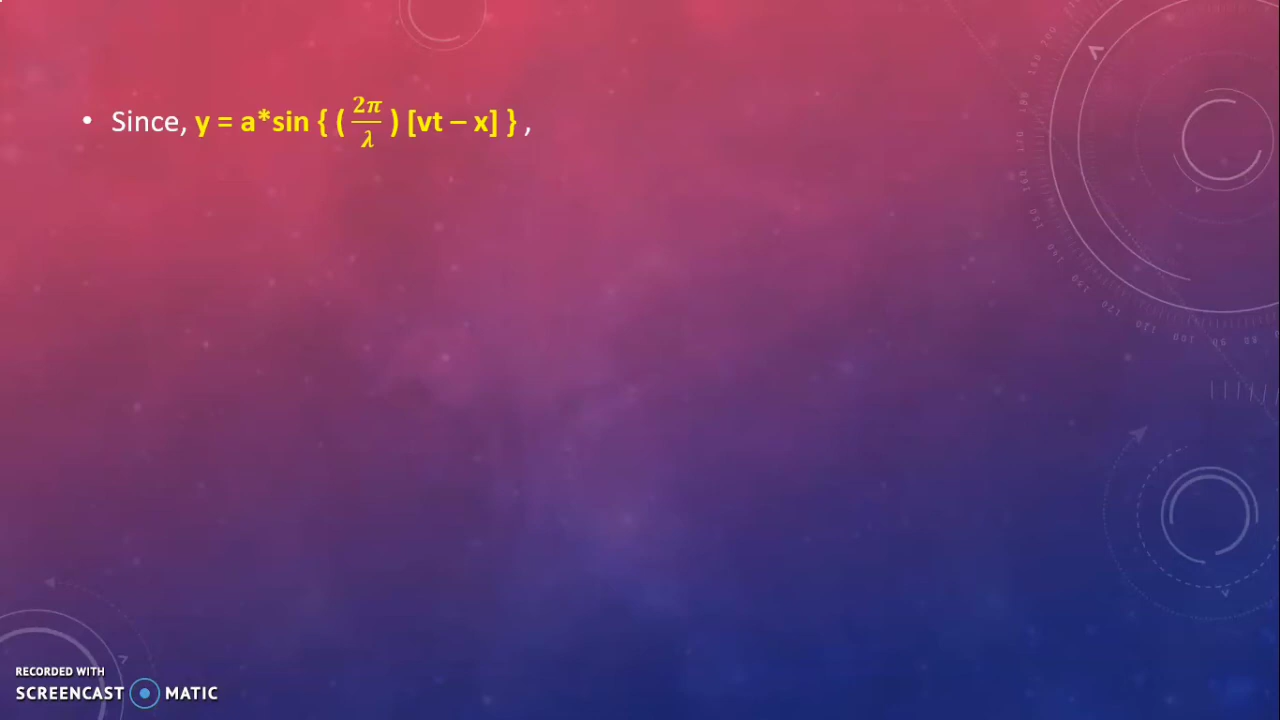 • Since, y = a*sin { ( 2π/λ ) [vt – x] } ,
RECORDED WITH
SCREENCAST MATIC